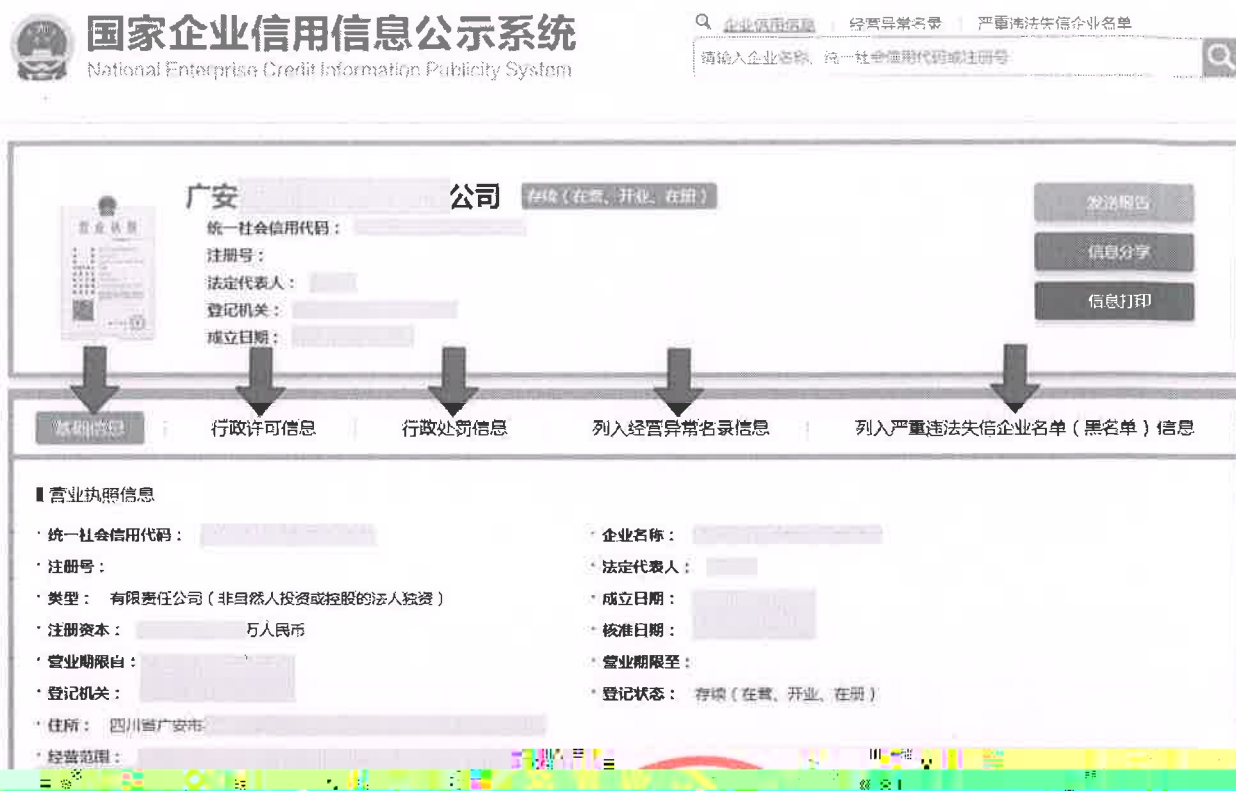 国家企业信用信息公示系统
National Enterprise Credit Information Publicity System
企业信用信息 | 经营异常名录 | 严重违法失信企业名单
请输入企业名称、统一社会信用代码或注册号
广安 公司 存续（在营、开业、在册）
营业执照
统一社会信用代码：
注册号：
法定代表人：
登记机关：
成立日期：
发送报告
信息分享
信息打印
基础信息 | 行政许可信息 | 行政处罚信息 | 列入经营异常名录信息 | 列入严重违法失信企业名单（黑名单）信息
营业执照信息
· 统一社会信用代码： · 企业名称：
· 注册号： · 法定代表人：
· 类型： 有限责任公司（非自然人投资或控股的法人独资） · 成立日期：
· 注册资本： 万人民币 · 核准日期：
· 营业期限自： · 营业期限至：
· 登记机关： · 登记状态： 存续（在营、开业、在册）
· 住所： 四川省广安市
· 经营范围：